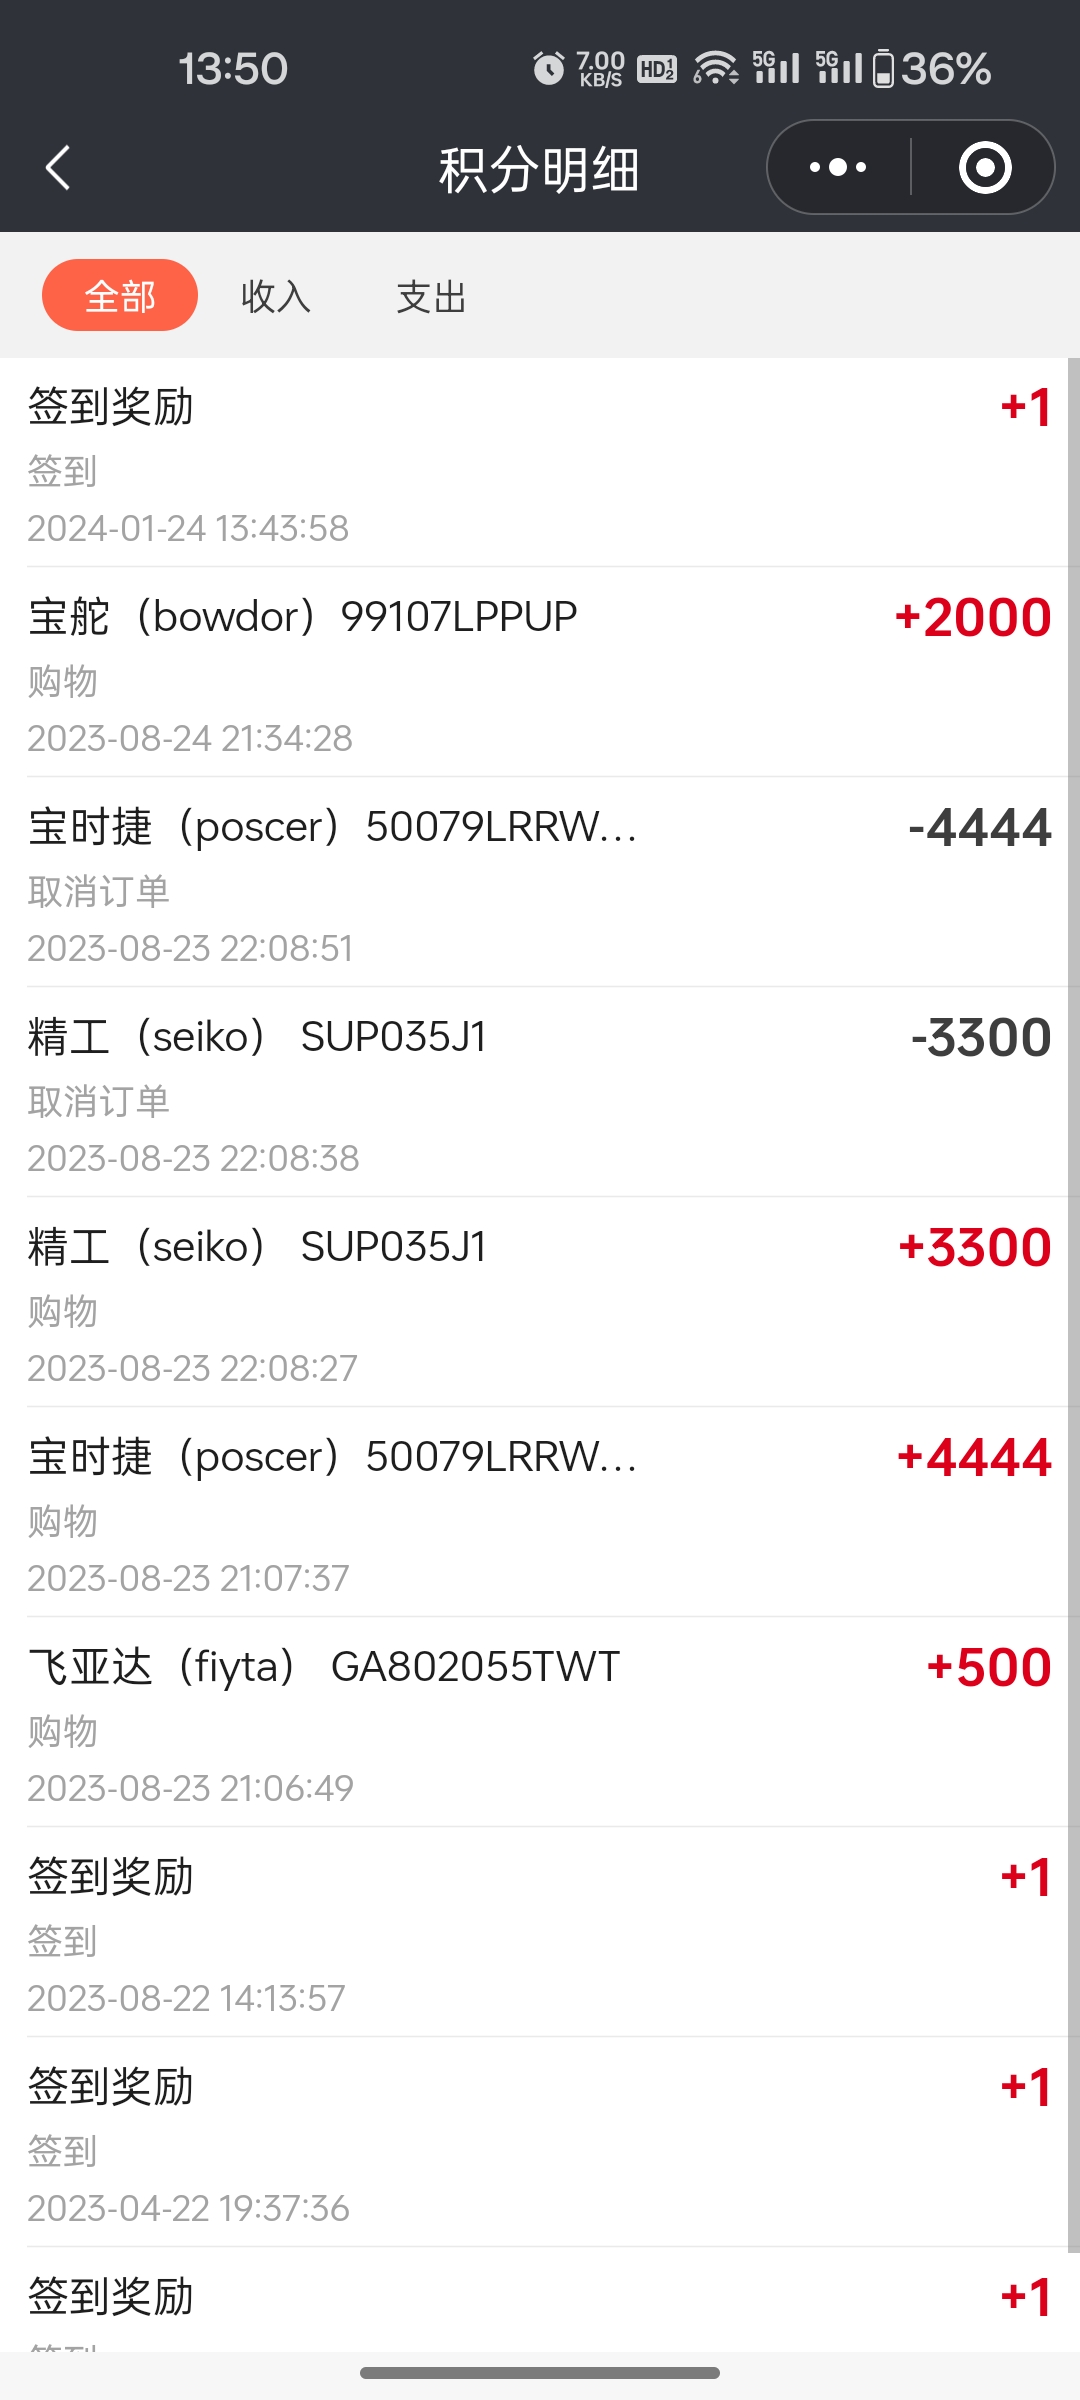 13:50
7.00 KB/S HD 1 2 6 5G 5G 36%
积分明细
全部 收入 支出
签到奖励 +1
签到
2024-01-24 13:43:58
宝舵（bowdor）99107LPPUP +2000
购物
2023-08-24 21:34:28
宝时捷（poscer）50079LRRW... -4444
取消订单
2023-08-23 22:08:51
精工（seiko） SUP035J1 -3300
取消订单
2023-08-23 22:08:38
精工（seiko） SUP035J1 +3300
购物
2023-08-23 22:08:27
宝时捷（poscer）50079LRRW... +4444
购物
2023-08-23 21:07:37
飞亚达（fiyta） GA802055TWT +500
购物
2023-08-23 21:06:49
签到奖励 +1
签到
2023-08-22 14:13:57
签到奖励 +1
签到
2023-04-22 19:37:36
签到奖励 +1